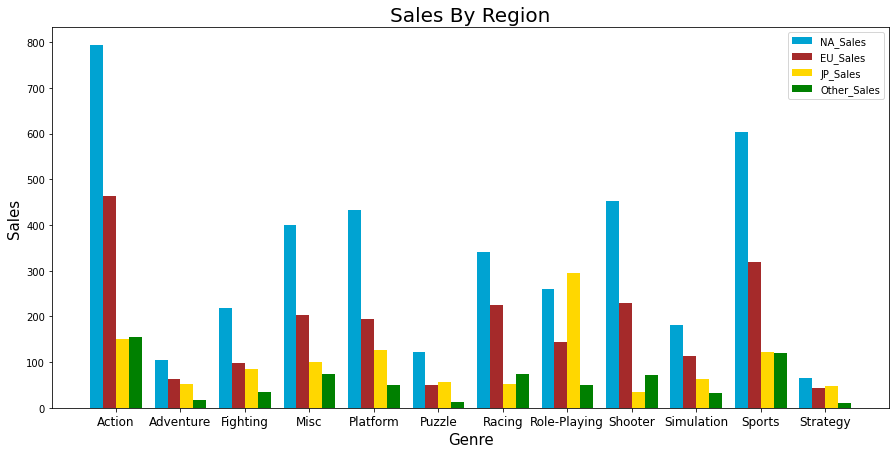 Sales By Region
NA_Sales
EU_Sales
JP_Sales
Other_Sales
Sales
800
700
600
500
400
300
200
100
0
Action Adventure Fighting Misc Platform Puzzle Racing Role-Playing Shooter Simulation Sports Strategy
Genre